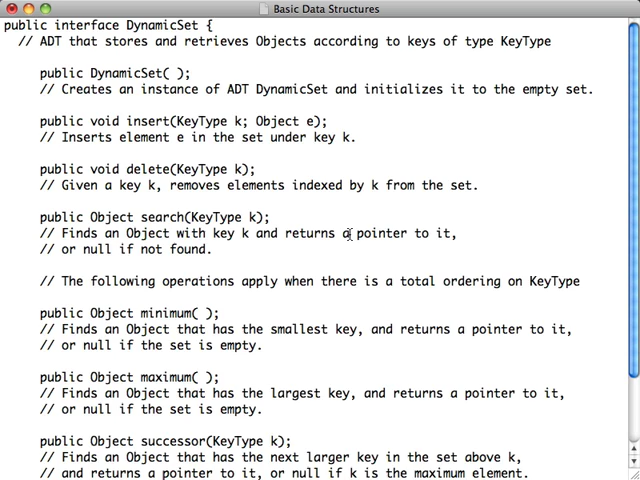 Basic Data Structures
public interface DynamicSet {
// ADT that stores and retrieves Objects according to keys of type KeyType
public DynamicSet( );
// Creates an instance of ADT DynamicSet and initializes it to the empty set.
public void insert(KeyType k; Object e);
// Inserts element e in the set under key k.
public void delete(KeyType k);
// Given a key k, removes elements indexed by k from the set.
public Object search(KeyType k);
// Finds an Object with key k and returns a pointer to it,
// or null if not found.
// The following operations apply when there is a total ordering on KeyType
public Object minimum( );
// Finds an Object that has the smallest key, and returns a pointer to it,
// or null if the set is empty.
public Object maximum( );
// Finds an Object that has the largest key, and returns a pointer to it,
// or null if the set is empty.
public Object successor(KeyType k);
// Finds an Object that has the next larger key in the set above k,
// and returns a pointer to it, or null if k is the maximum element.